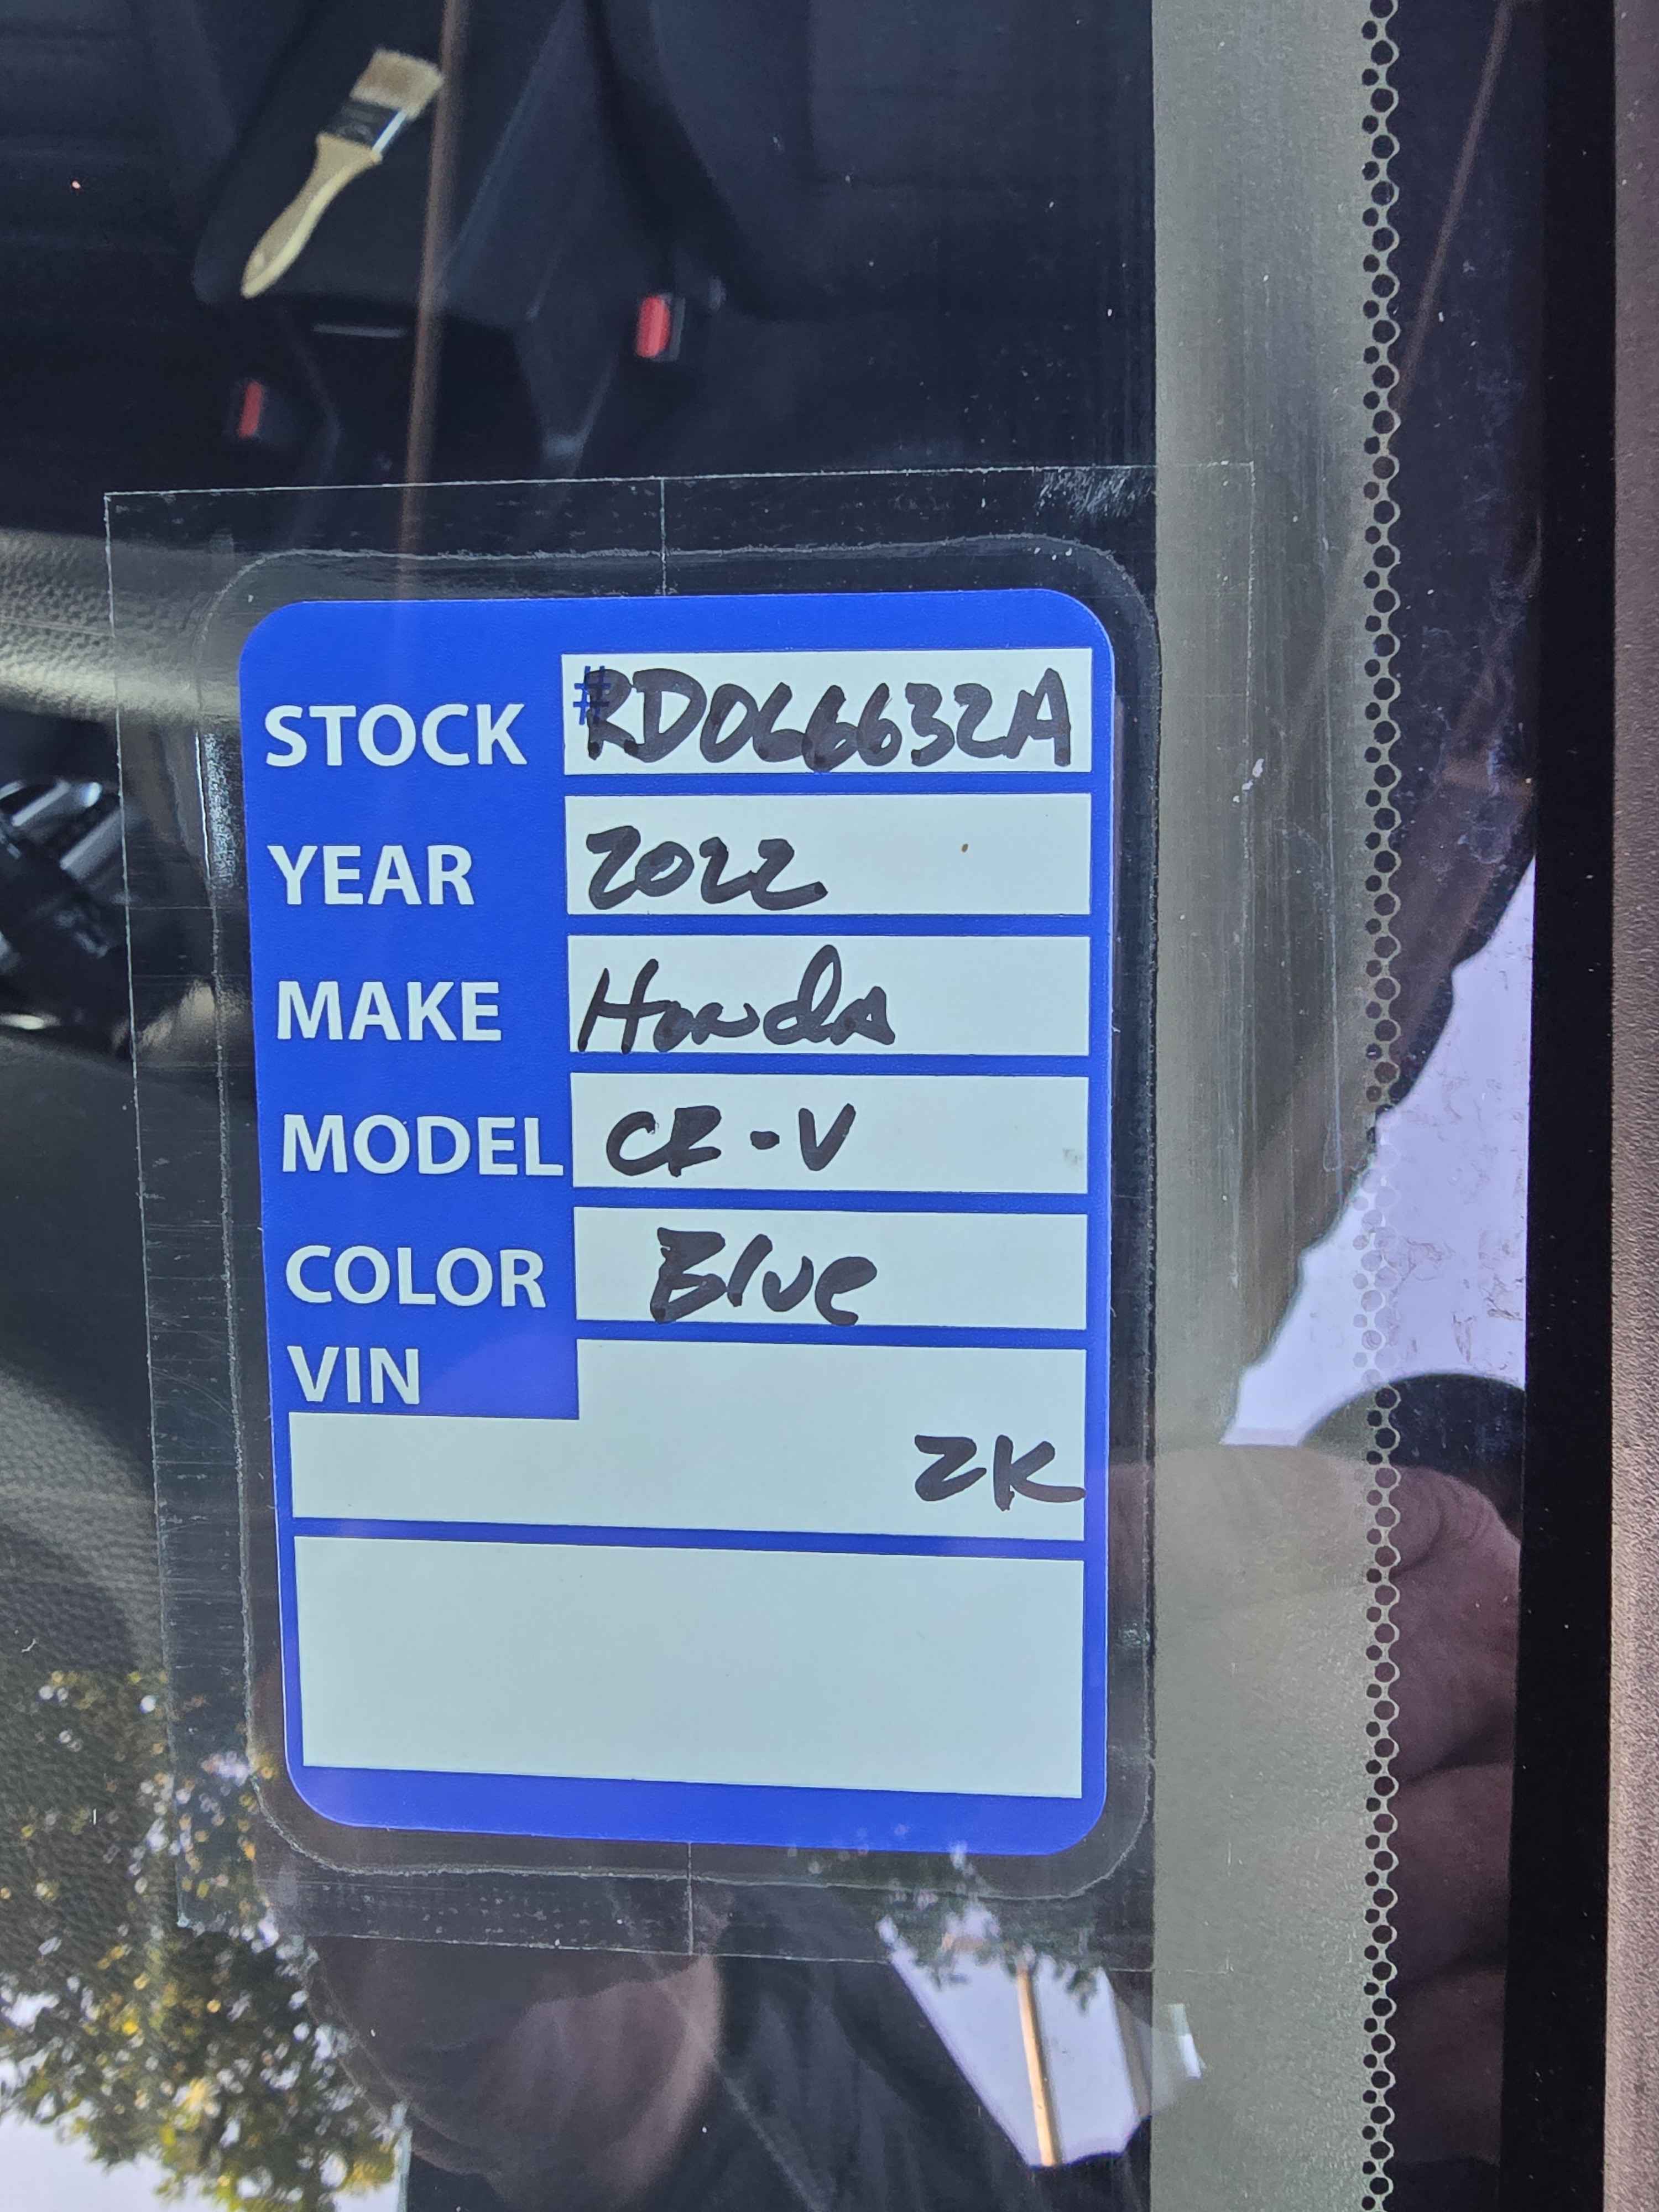 STOCK #RD066632A
YEAR 2022
MAKE Honda
MODEL CR-V
COLOR Blue
VIN
2K